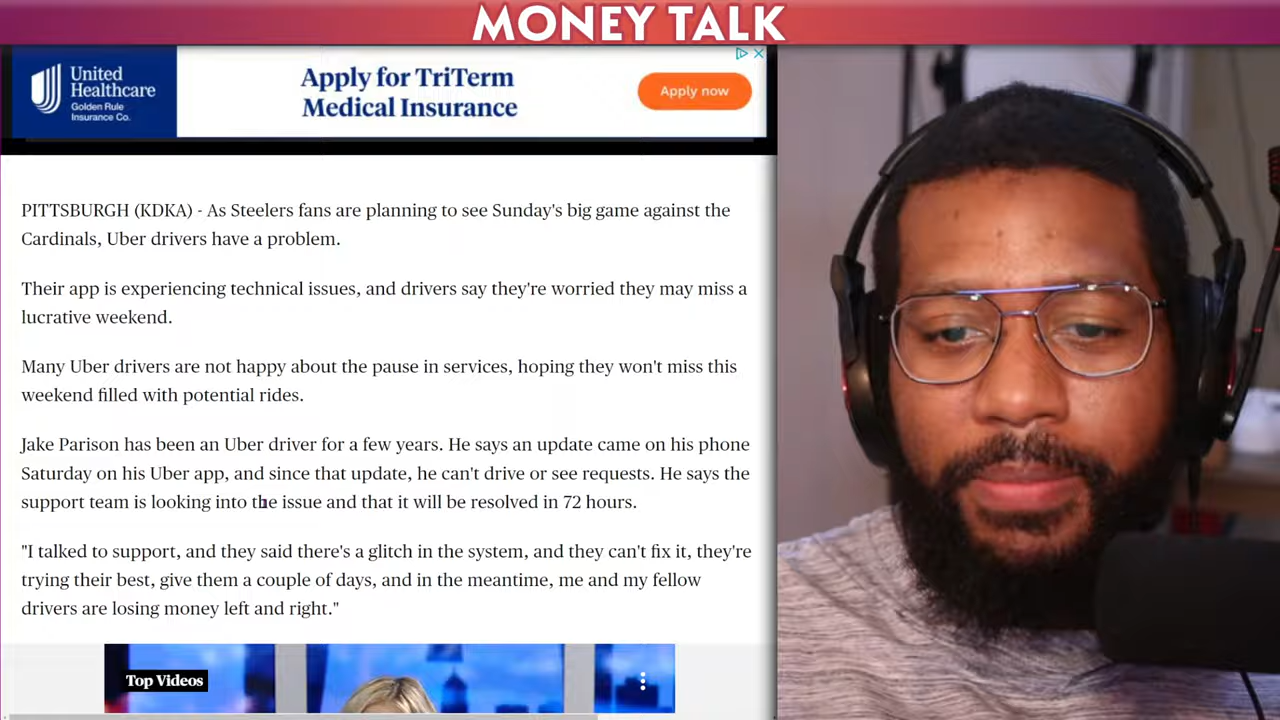 MONEY TALK
United
Healthcare
Golden Rule
Insurance Co.
Apply for TriTerm
Medical Insurance
Apply now
PITTSBURGH (KDKA) - As Steelers fans are planning to see Sunday's big game against the
Cardinals, Uber drivers have a problem.
Their app is experiencing technical issues, and drivers say they're worried they may miss a
lucrative weekend.
Many Uber drivers are not happy about the pause in services, hoping they won't miss this
weekend filled with potential rides.
Jake Parison has been an Uber driver for a few years. He says an update came on his phone
Saturday on his Uber app, and since that update, he can't drive or see requests. He says the
support team is looking into the issue and that it will be resolved in 72 hours.
"I talked to support, and they said there's a glitch in the system, and they can't fix it, they're
trying their best, give them a couple of days, and in the meantime, me and my fellow
drivers are losing money left and right."
Top Videos